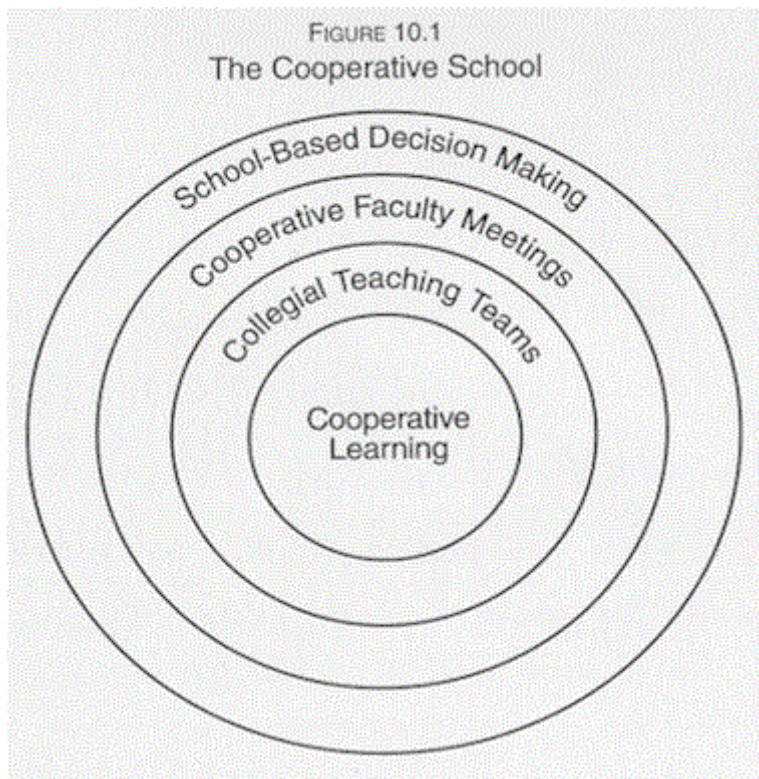 FIGURE 10.1
The Cooperative School
School-Based Decision Making
Cooperative Faculty Meetings
Collegial Teaching Teams
Cooperative
Learning